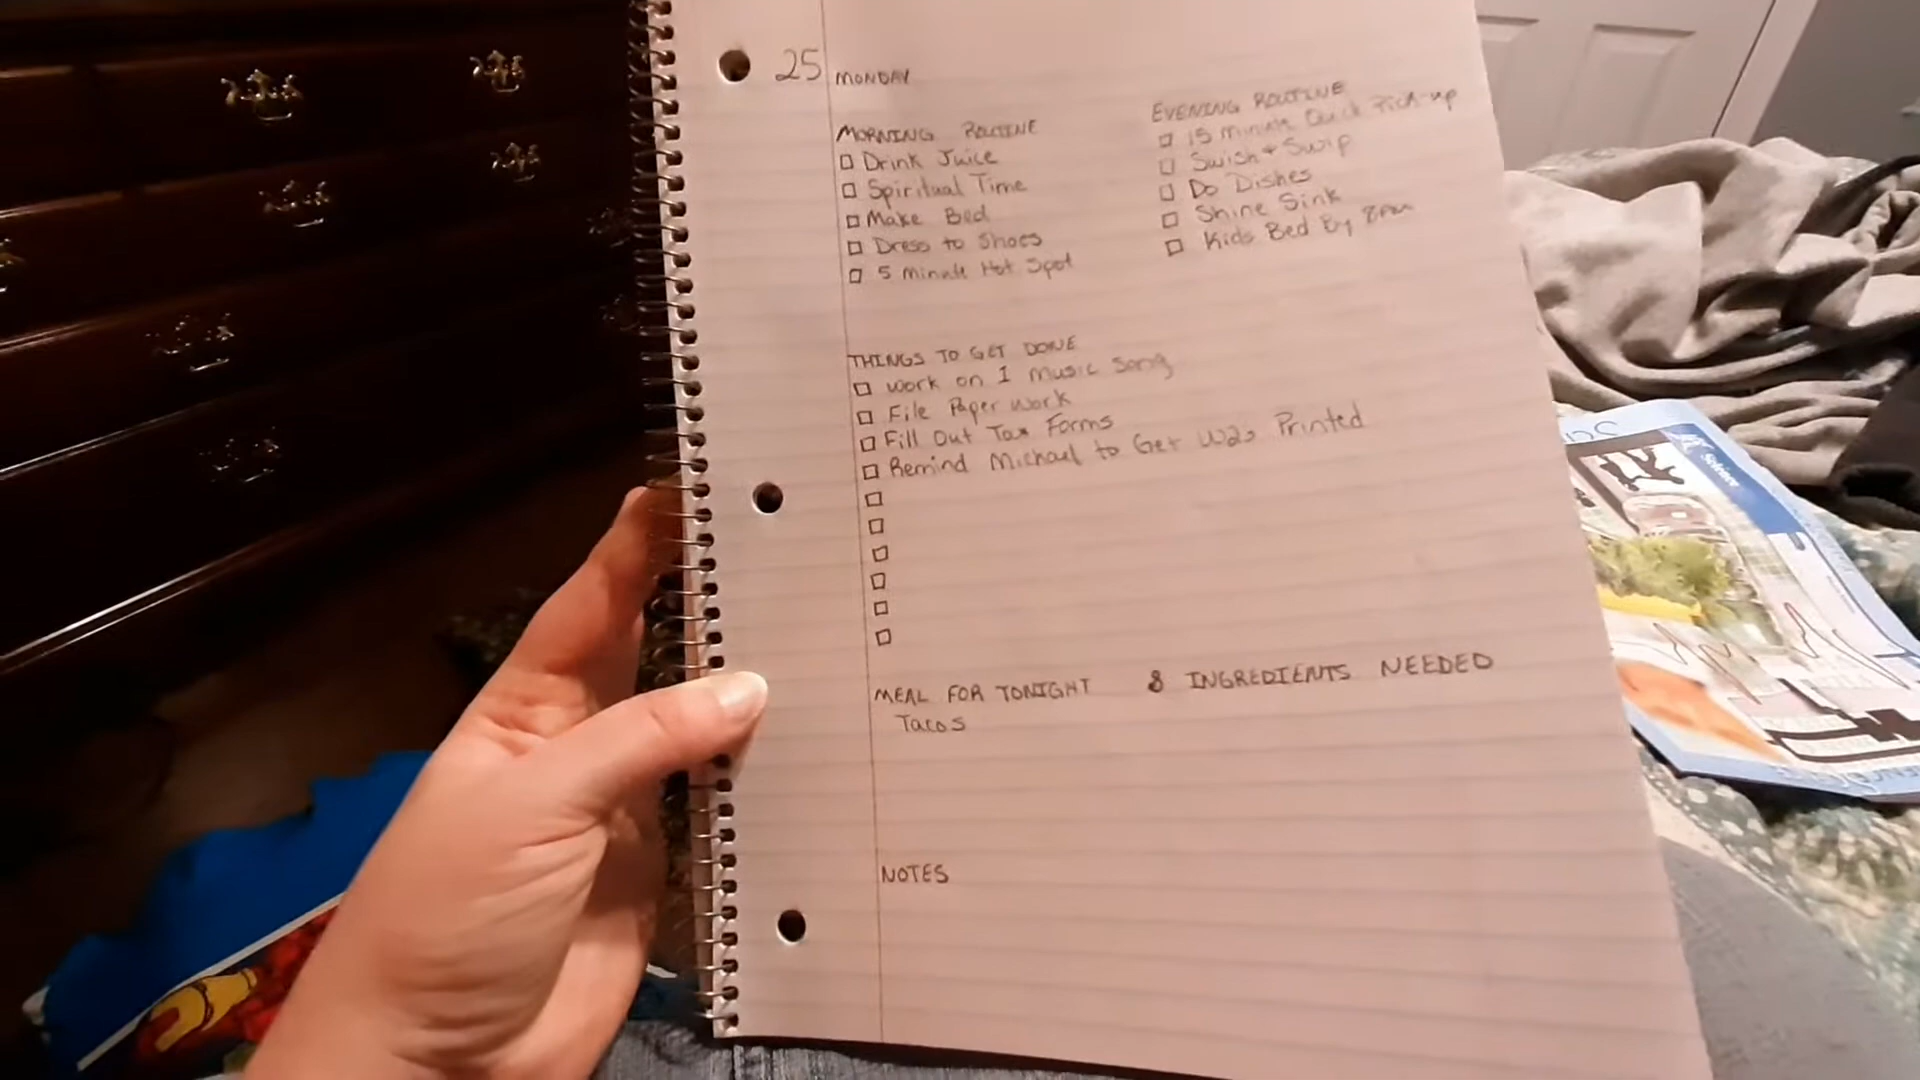 25 MONDAY
MORNING ROUTINE
□ Drink Juice
□ Spiritual Time
□ Make Bed
□ Dress to Shoes
□ 5 Minute Hot Spot
EVENING ROUTINE
□ 15 Minute Quick Pick-up
□ Swish & Swip
□ Do Dishes
□ Shine Sink
□ Kids Bed By 8pm
THINGS TO GET DONE
□ Work on 1 Music Song
□ File Paper Work
□ Fill Out Tax Forms
□ Remind Michael to Get W2s Printed
□
□
□
□
□
□
MEAL FOR TONIGHT & INGREDIENTS NEEDED
Tacos
NOTES
Science